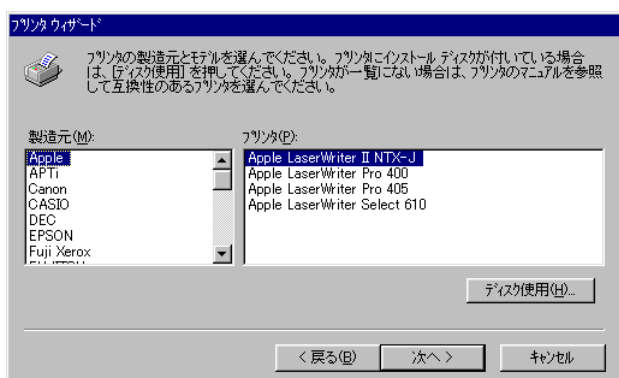 プリンタ ウィザード
プリンタの製造元とモデルを選んでください。プリンタにインストール ディスクが付いている場合
は、[ディスク使用] を押してください。プリンタが一覧にない場合は、プリンタのマニュアルを参照
して互換性のあるプリンタを選んでください。
製造元(M):
プリンタ(P):
Apple
APTi
Canon
CASIO
DEC
EPSON
Fuji Xerox
Apple LaserWriter II NTX-J
Apple LaserWriter Pro 400
Apple LaserWriter Pro 405
Apple LaserWriter Select 610
ディスク使用(H)...
< 戻る(B)
次へ >
キャンセル